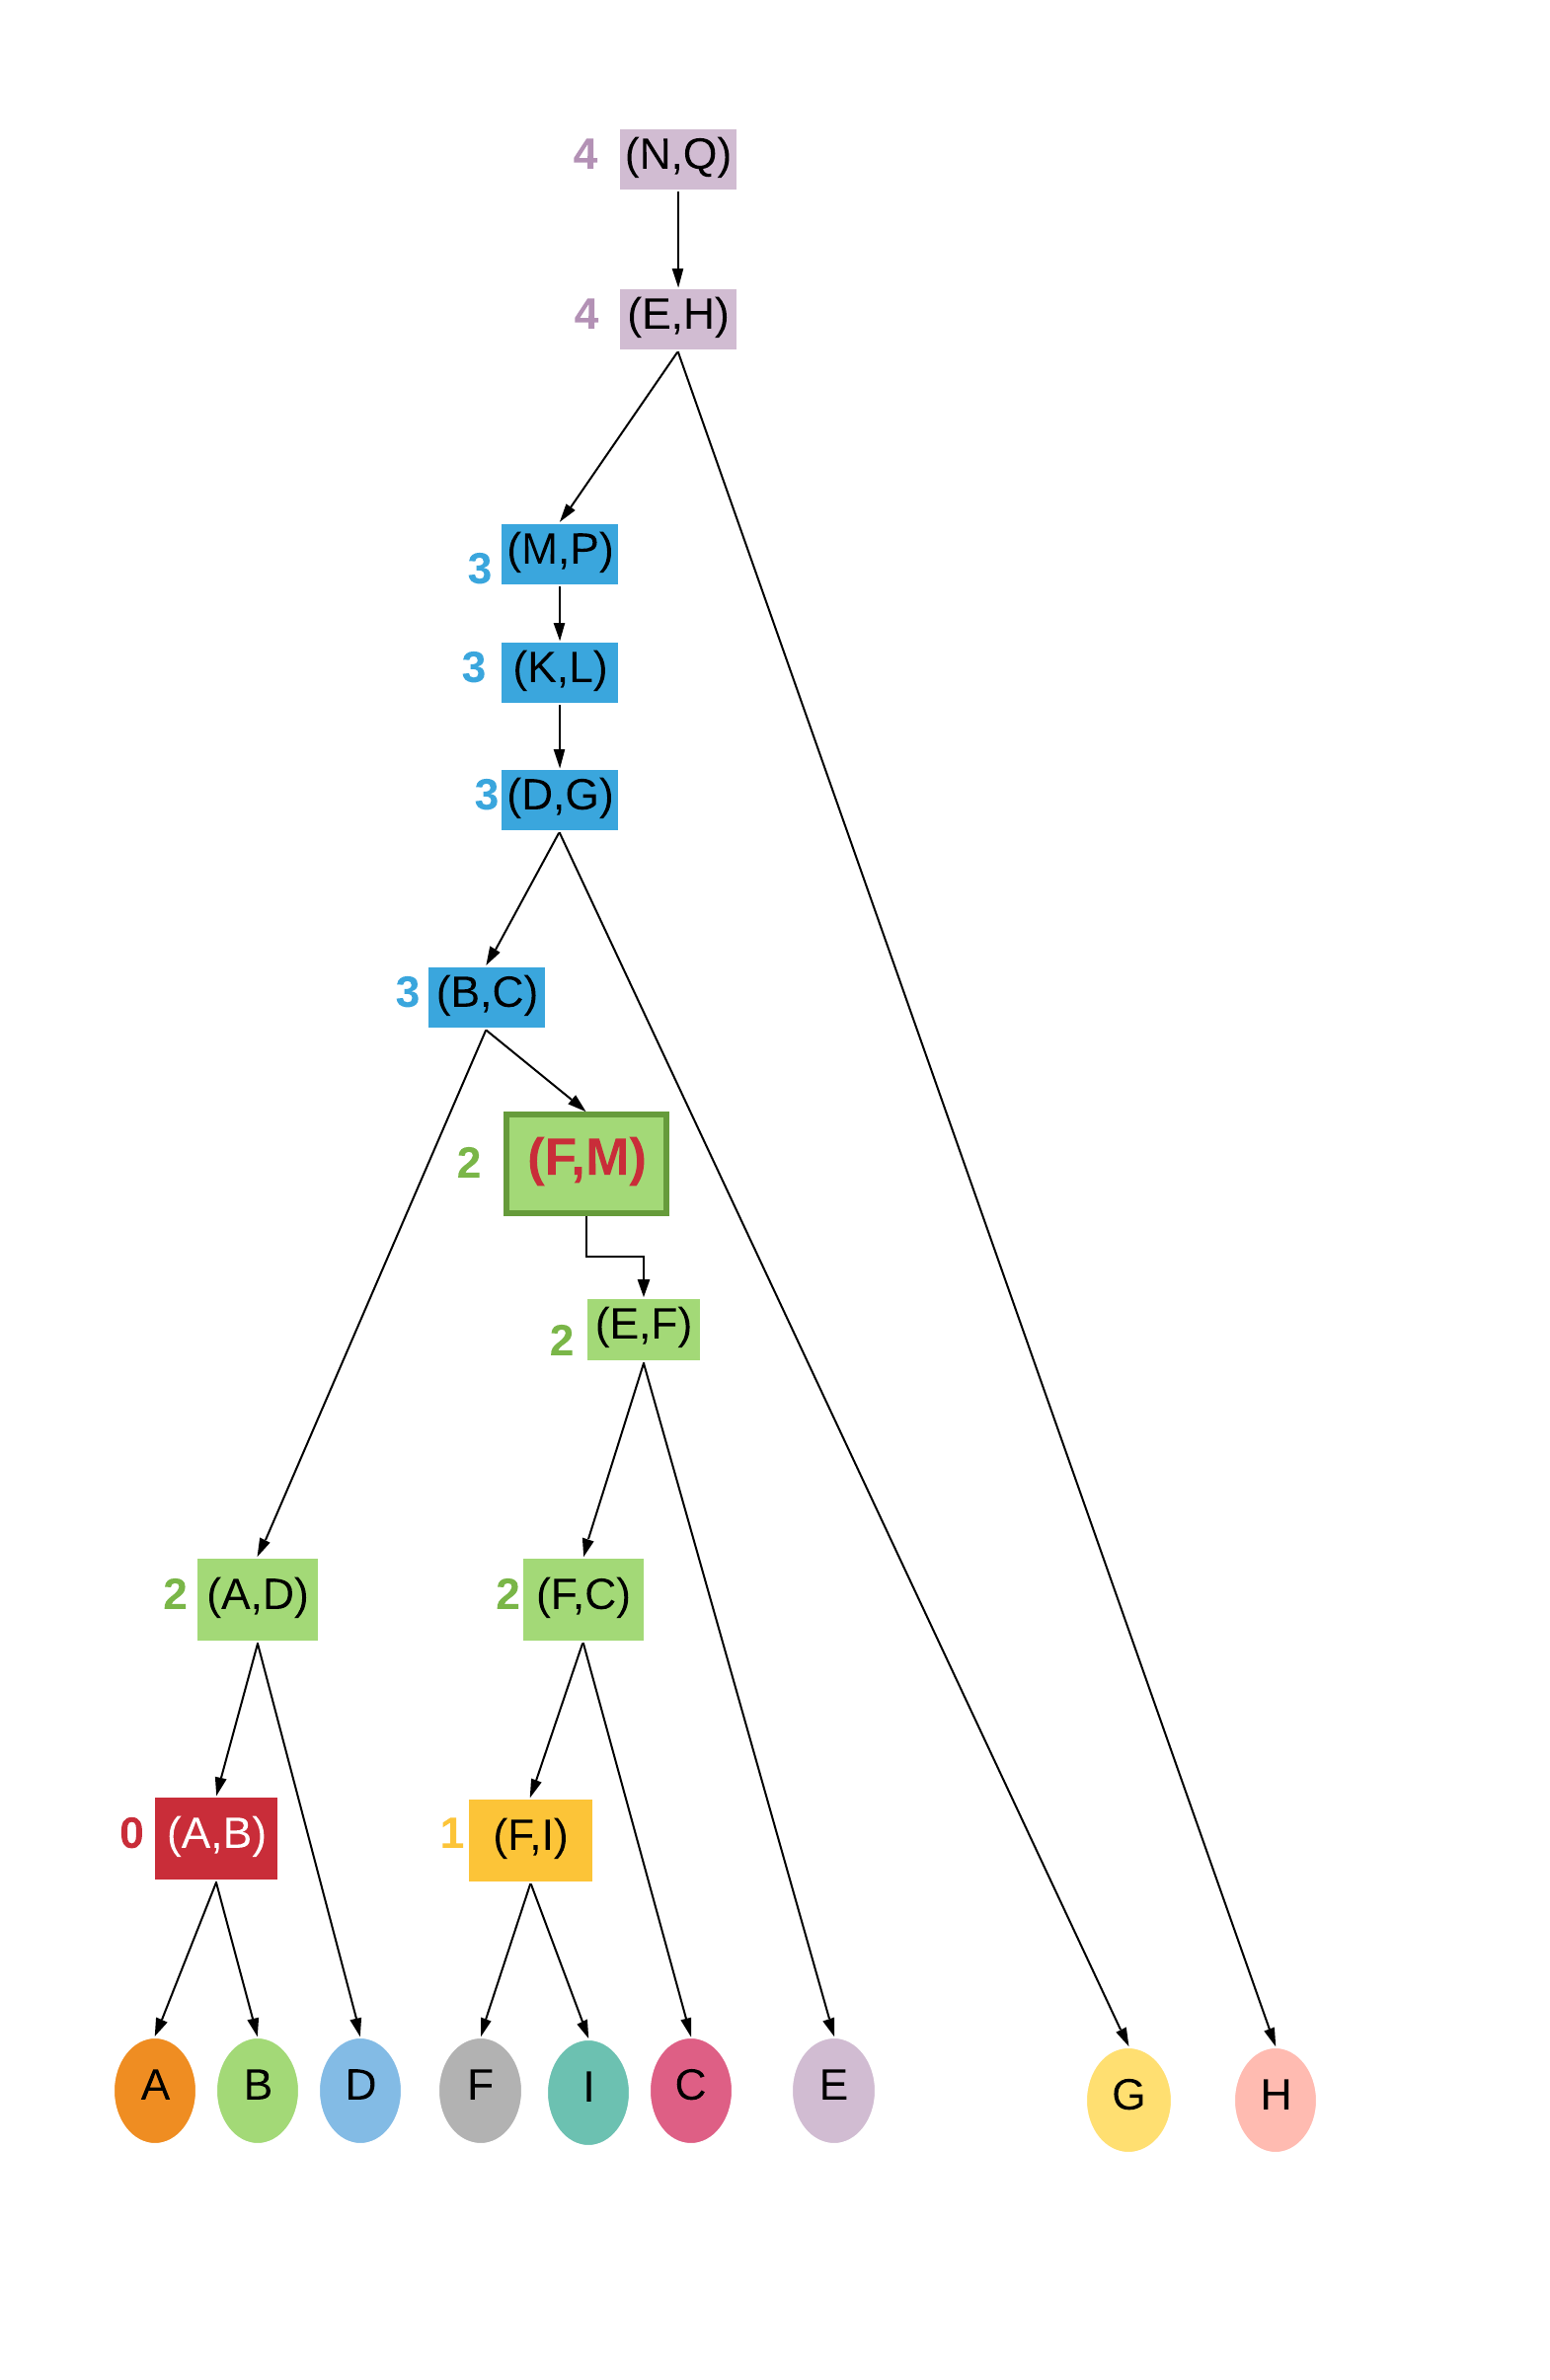 4 (N,Q)
4 (E,H)
3 (M,P)
3 (K,L)
3 (D,G)
3 (B,C)
2 (F,M)
2 (E,F)
2 (A,D) 2 (F,C)
0 (A,B) 1 (F,I)
A B D F I C E G H